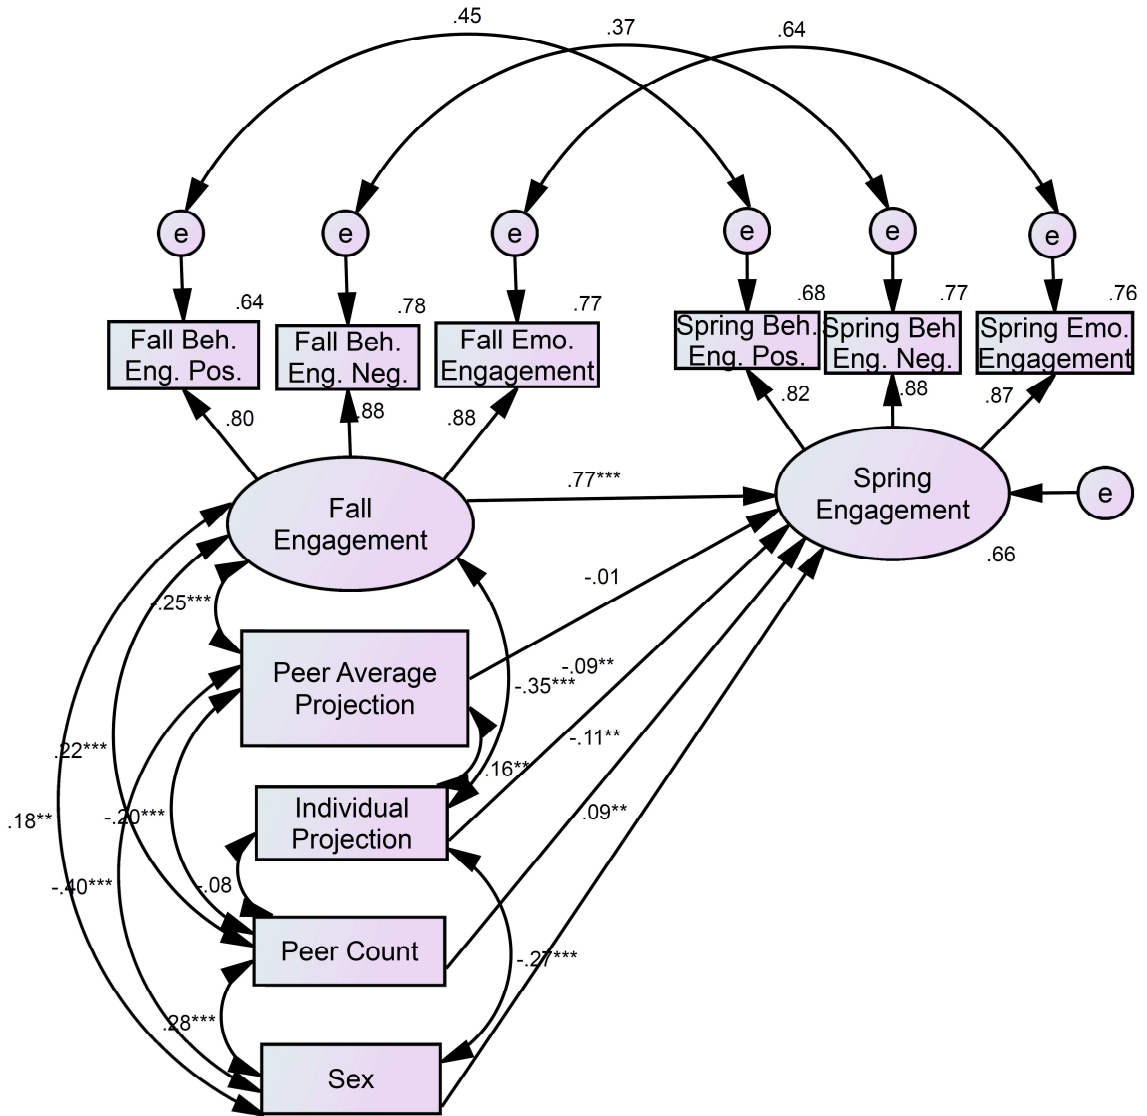 .45
.37
.64
e
e
e
e
e
e
.64
.78
.77
.68
.77
.76
Fall Beh.
Eng. Pos.
Fall Beh.
Eng. Neg.
Fall Emo.
Engagement
Spring Beh.
Eng. Pos.
Spring Beh.
Eng. Neg.
Spring Emo.
Engagement
.80
.88
.88
.82
.88
.87
Fall
Engagement
.77***
Spring
Engagement
e
.66
-.01
-.25***
Peer Average
Projection
-.09**
-.35***
-.11**
.22***
.16**
.09**
.18**
-.20***
Individual
Projection
-.40***
-.08
Peer Count
-.27***
.28***
Sex